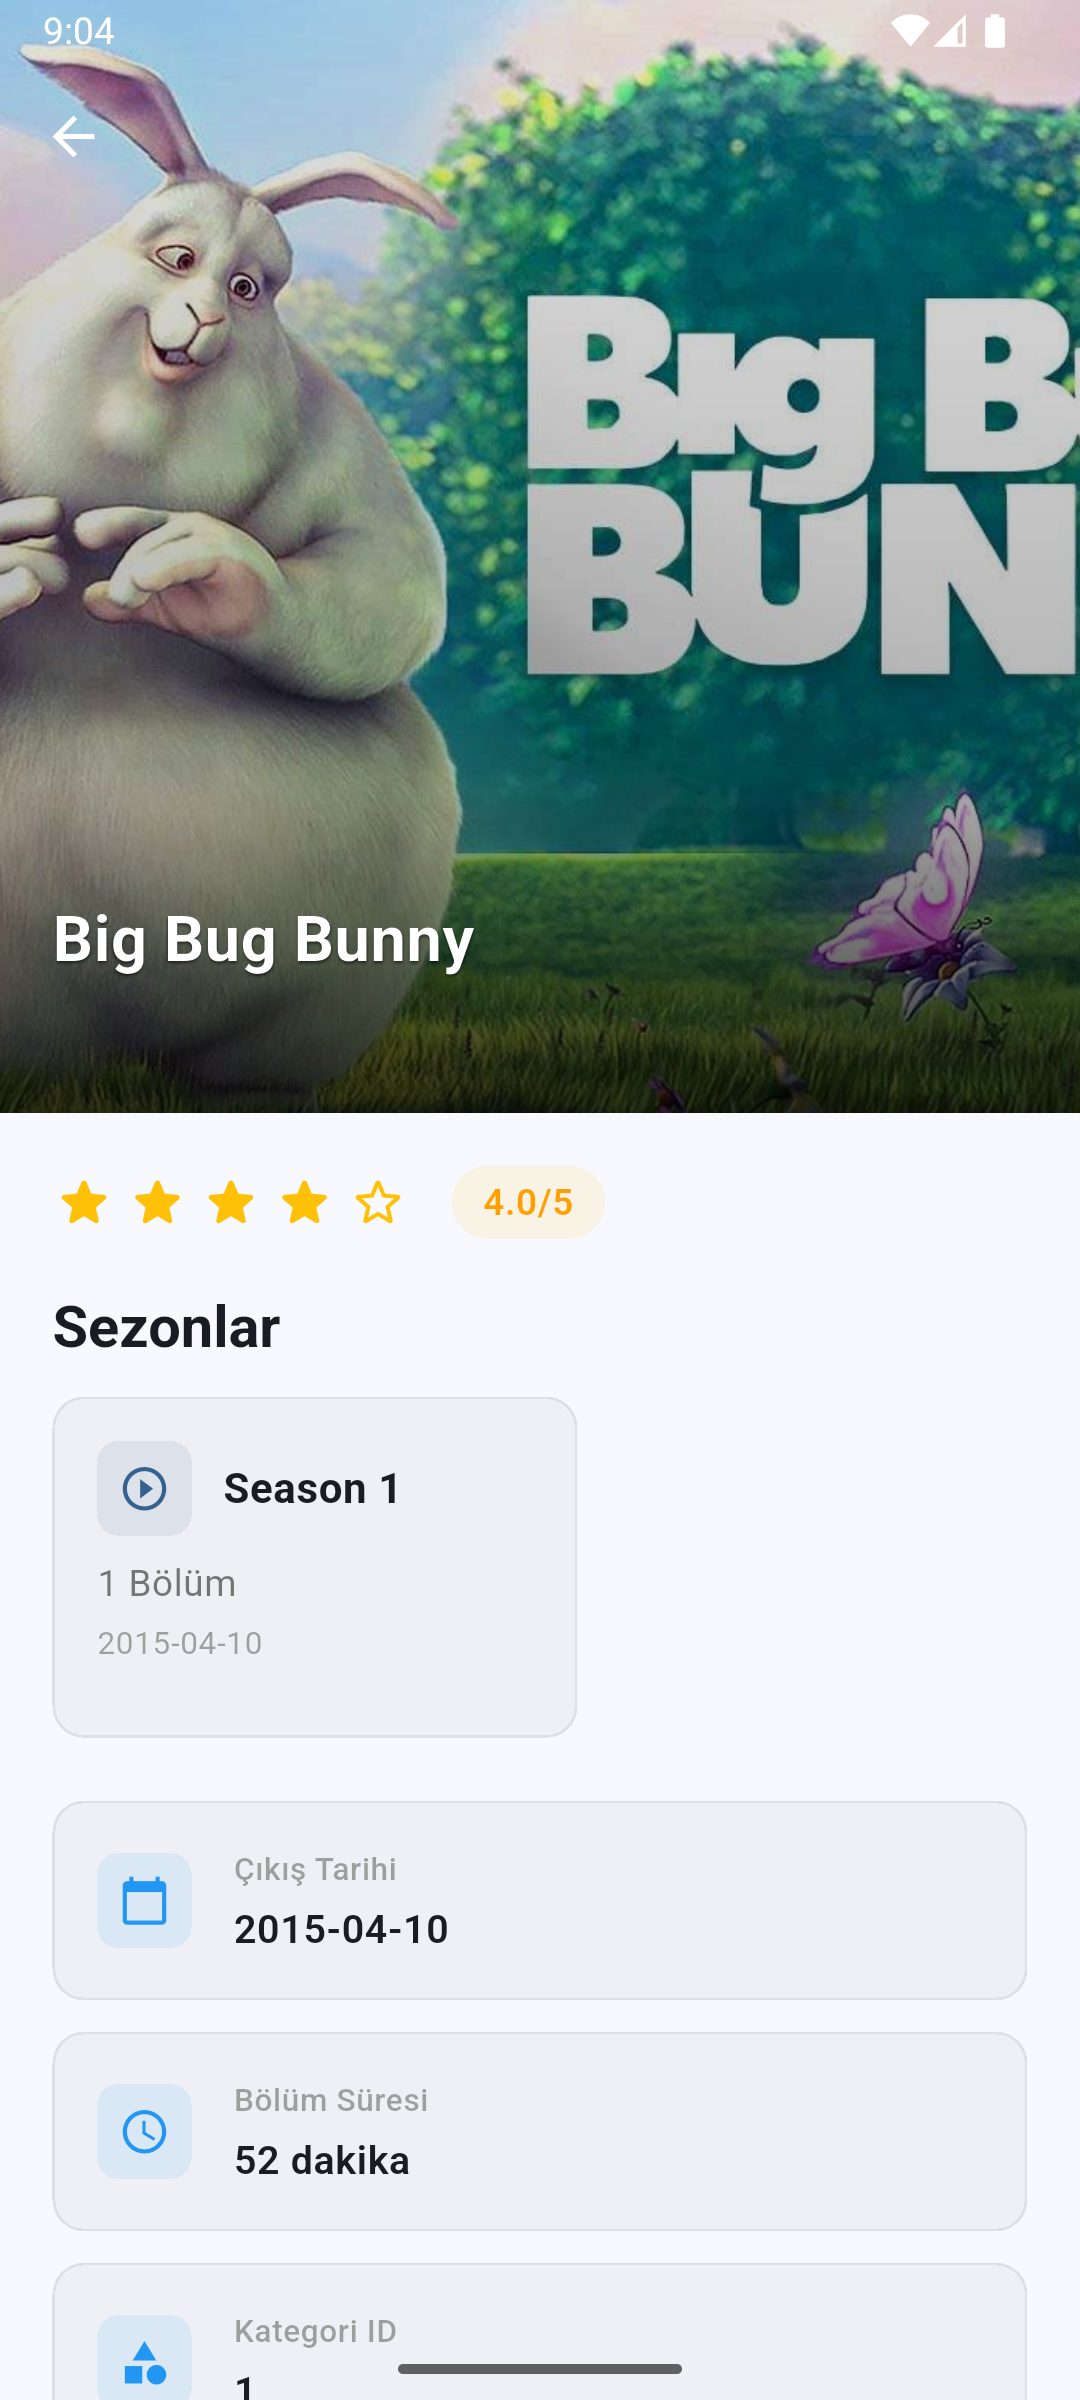 9:04
Big B
BUN
Big Bug Bunny
4.0/5
Sezonlar
Season 1
1 Bölüm
2015-04-10
Çıkış Tarihi
2015-04-10
Bölüm Süresi
52 dakika
Kategori ID
1